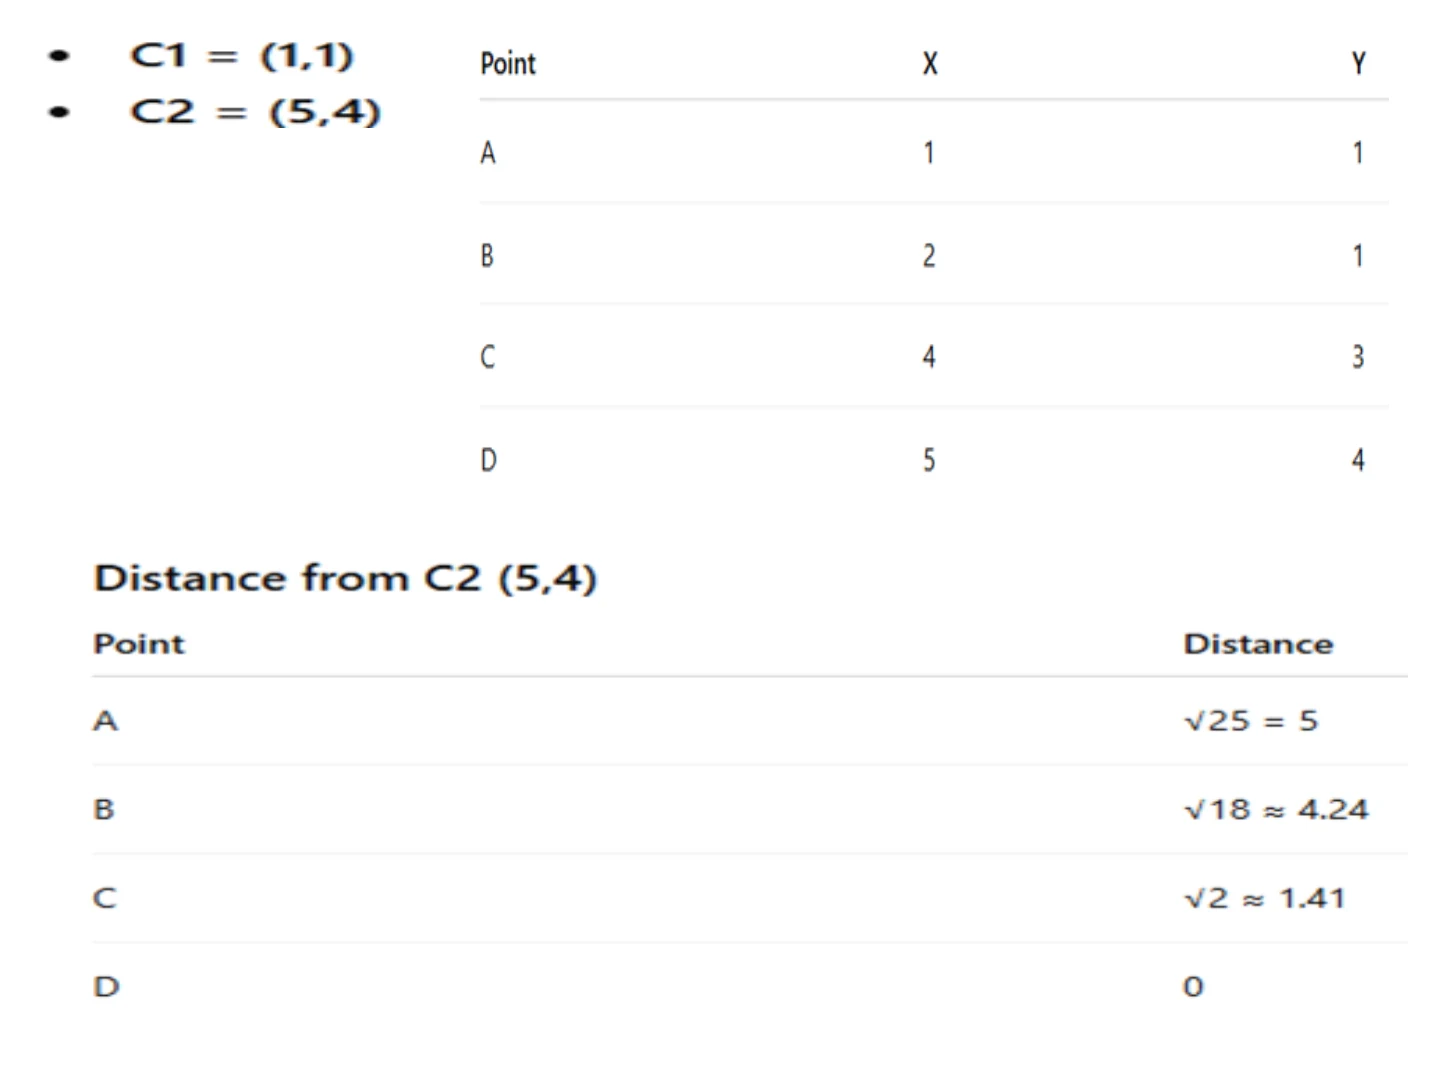 • C1 = (1,1)
• C2 = (5,4)
Point X Y
A 1 1
B 2 1
C 4 3
D 5 4
Distance from C2 (5,4)
Point Distance
A √25 = 5
B √18 ≈ 4.24
C √2 ≈ 1.41
D 0